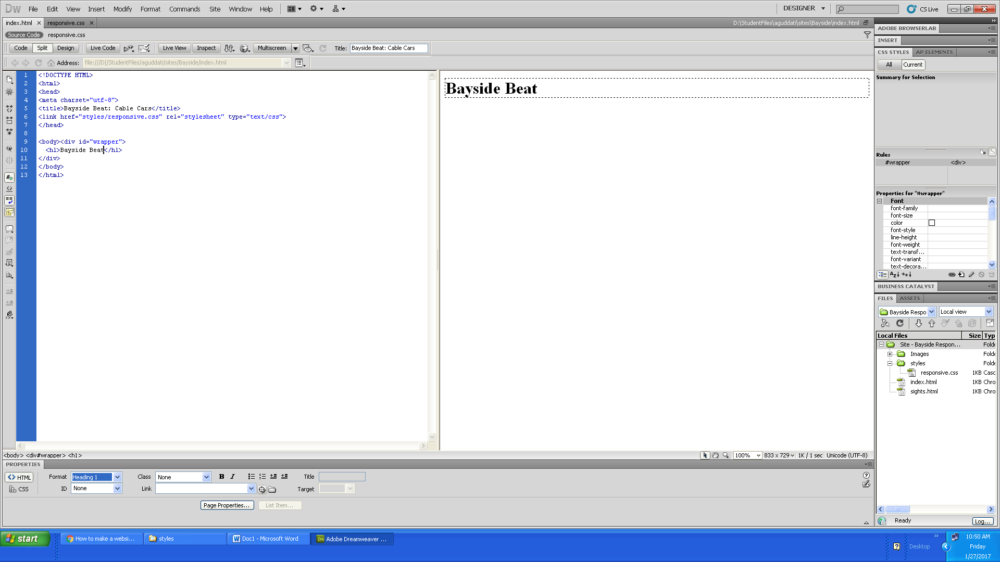 Dw File Edit View Insert Modify Format Commands Site Window Help DESIGNER CS Live
index.html responsive.css D:\StudentFiles\aguddati\sites\Bayside\index.html
Source Code responsive.css
Code Split Design Live Code Live View Inspect Multiscreen Title: Bayside Beat: Cable Cars
Address: file:///D|/StudentFiles/aguddati/sites/Bayside/index.html
1 <!DOCTYPE HTML>
2 <html>
3 <head>
4 <meta charset="utf-8">
5 <title>Bayside Beat: Cable Cars</title>
6 <link href="styles/responsive.css" rel="stylesheet" type="text/css">
7 </head>
8
9 <body><div id="wrapper">
10 <h1>Bayside Beat</h1>
11 </div>
12 </body>
13 </html>
Bayside Beat
<body> <div#wrapper> <h1> 100% 833 x 729 1K / 1 sec Unicode (UTF-8)
PROPERTIES
HTML Format Heading 1 Class None B I Title
CSS ID None Link Target
Page Properties... List Item...
ADOBE BROWSERLAB
INSERT
CSS STYLES AP ELEMENTS
All Current
Summary for Selection
Rules
#wrapper <div>
Properties for "#wrapper"
Font
font-family
font-size
color
font-style
line-height
font-weight
text-transf...
font-variant
text-decora...
BUSINESS CATALYST
FILES ASSETS
Bayside Respo Local view
Local Files Size Typ
Site - Bayside Respon... Folde
Images Folde
styles Folde
responsive.css 1KB Casc
index.html 1KB Chro
sights.html 1KB Chro
Ready Log...
start How to make a websi... styles Doc1 - Microsoft Word Dw Adobe Dreamweaver ... Desktop
10:50 AM
Friday
1/27/2017